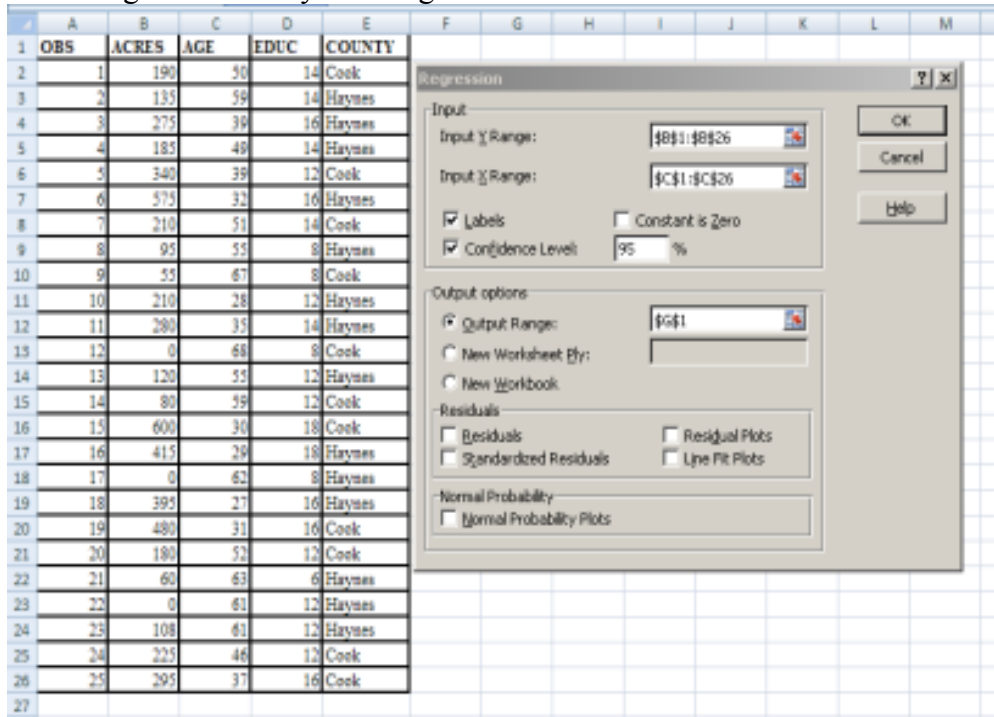 A B C D E F G H I J K L M
1 OBS ACRES AGE EDUC COUNTY
2 1 190 50 14 Cook
3 2 135 59 14 Haynes
4 3 275 39 16 Haynes
5 4 185 49 14 Haynes
6 5 340 39 12 Cook
7 6 575 32 16 Haynes
8 7 210 51 14 Cook
9 8 95 55 8 Haynes
10 9 55 67 8 Cook
11 10 210 28 12 Haynes
12 11 280 35 14 Haynes
13 12 0 68 8 Cook
14 13 120 55 12 Haynes
15 14 80 59 12 Cook
16 15 600 30 18 Cook
17 16 415 29 18 Haynes
18 17 0 62 8 Haynes
19 18 395 27 16 Haynes
20 19 480 31 16 Cook
21 20 180 52 12 Cook
22 21 60 63 6 Haynes
23 22 0 61 12 Haynes
24 23 108 61 12 Haynes
25 24 225 46 12 Cook
26 25 295 37 16 Cook
27
Regression
Input
Input Y Range: $B$1:$B$26
Input X Range: $C$1:$C$26
Labels Constant is Zero
Confidence Level: 95 %
OK
Cancel
Help
Output options
Output Range: $G$1
New Worksheet Ply:
New Workbook
Residuals
Residuals Residual Plots
Standardized Residuals Line Fit Plots
Normal Probability
Normal Probability Plots